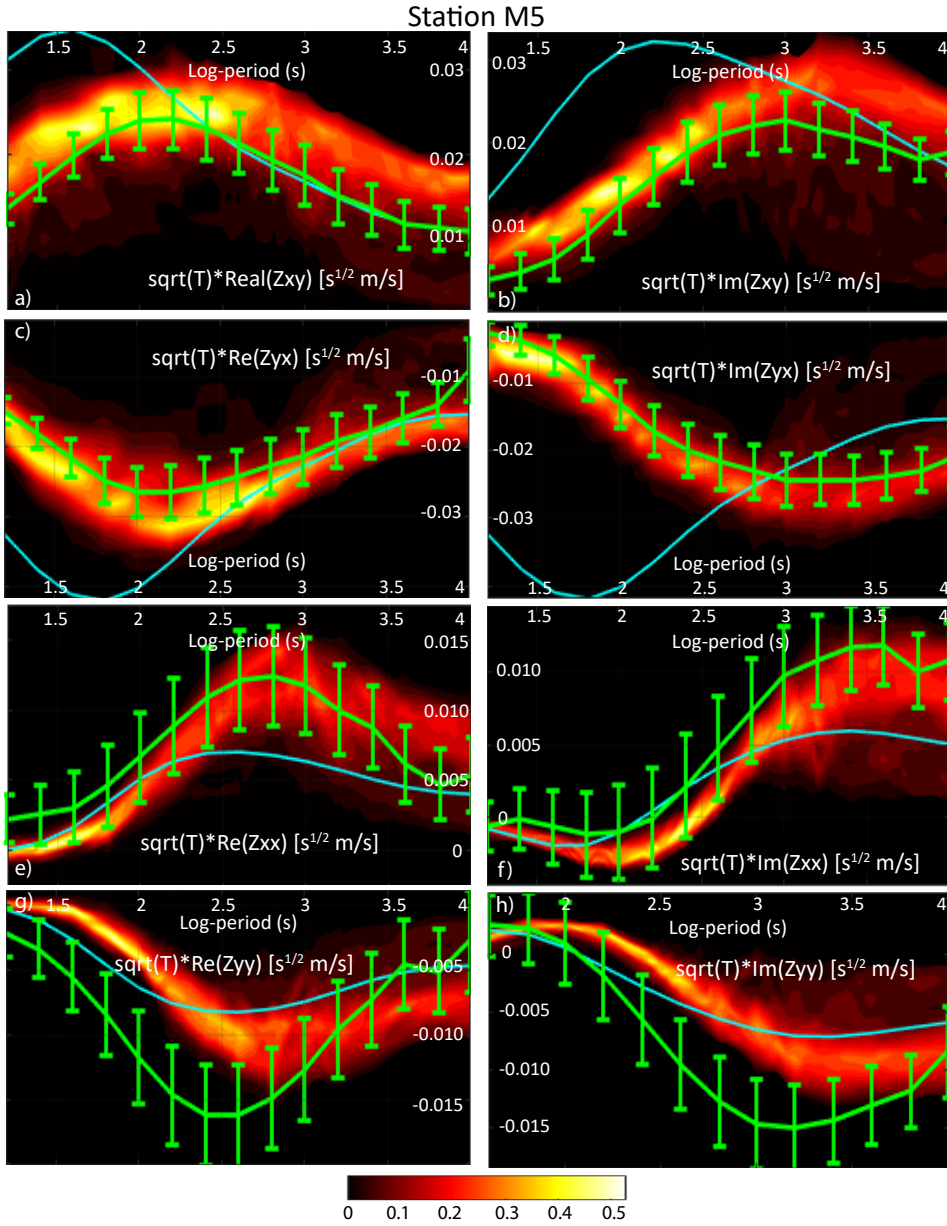 Station M5
1.5 2 2.5 3 3.5 4
Log-period (s)
0.03
0.02
0.01
sqrt(T)*Real(Zxy) [s1/2 m/s]
a)
1.5 2 2.5 3 3.5 4
Log-period (s)
0.03
0.02
0.01
sqrt(T)*Im(Zxy) [s1/2 m/s]
b)
c)
sqrt(T)*Re(Zyx) [s1/2 m/s]
-0.01
-0.02
-0.03
Log-period (s)
1.5 2 2.5 3 3.5 4
d)
sqrt(T)*Im(Zyx) [s1/2 m/s]
-0.01
-0.02
-0.03
Log-period (s)
1.5 2 2.5 3 3.5 4
1.5 2 2.5 3 3.5 4
Log-period (s)
0.015
0.010
0.005
sqrt(T)*Re(Zxx) [s1/2 m/s]
0
e)
Log-period (s)
0.010
0.005
0
sqrt(T)*Im(Zxx) [s1/2 m/s]
f)
g)
1.5 2 2.5 3 3.5 4
Log-period (s)
sqrt(T)*Re(Zyy) [s1/2 m/s]
-0.005
-0.010
-0.015
h)
2 2.5 3 3.5 4
Log-period (s)
0
sqrt(T)*Im(Zyy) [s1/2 m/s]
-0.005
-0.010
-0.015
0 0.1 0.2 0.3 0.4 0.5